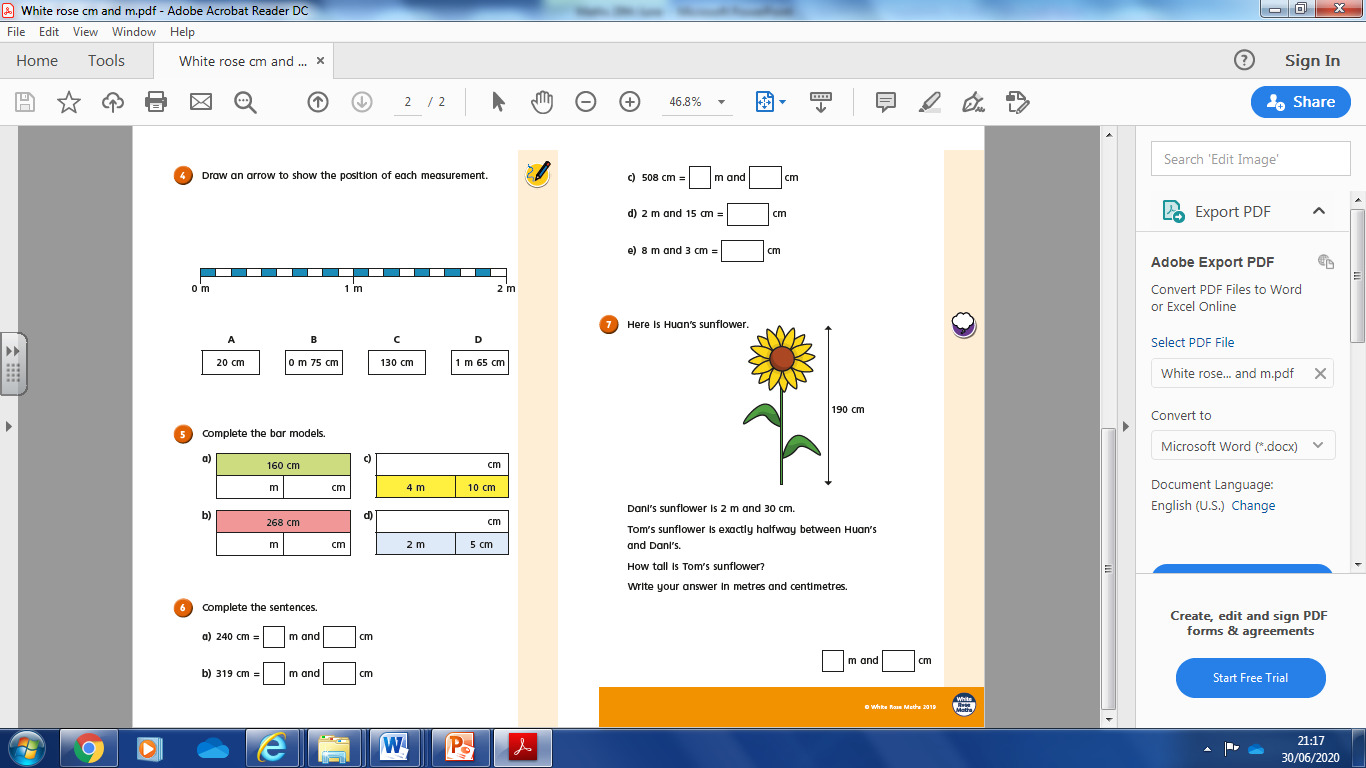 White rose cm and m.pdf - Adobe Acrobat Reader DC
File Edit View Window Help
Home Tools White rose cm and ... × Sign In
2 / 2 46.8% Share
4 Draw an arrow to show the position of each measurement.
0 m 1 m 2 m
A B C D
20 cm 0 m 75 cm 130 cm 1 m 65 cm
5 Complete the bar models.
a) 160 cm
m cm
b) 268 cm
m cm
c) cm
4 m 10 cm
d) cm
2 m 5 cm
6 Complete the sentences.
a) 240 cm = m and cm
b) 319 cm = m and cm
c) 508 cm = m and cm
d) 2 m and 15 cm = cm
e) 8 m and 3 cm = cm
7 Here is Huan's sunflower.
190 cm
Dani's sunflower is 2 m and 30 cm.
Tom's sunflower is exactly halfway between Huan's
and Dani's.
How tall is Tom's sunflower?
Write your answer in metres and centimetres.
m and cm
© White Rose Maths 2019
White
Rose
Maths
Search 'Edit Image'
Export PDF
Adobe Export PDF
Convert PDF Files to Word
or Excel Online
Select PDF File
White rose... and m.pdf
Convert to
Microsoft Word (*.docx)
Document Language:
English (U.S.) Change
Create, edit and sign PDF
forms & agreements
Start Free Trial
21:17
30/06/2020